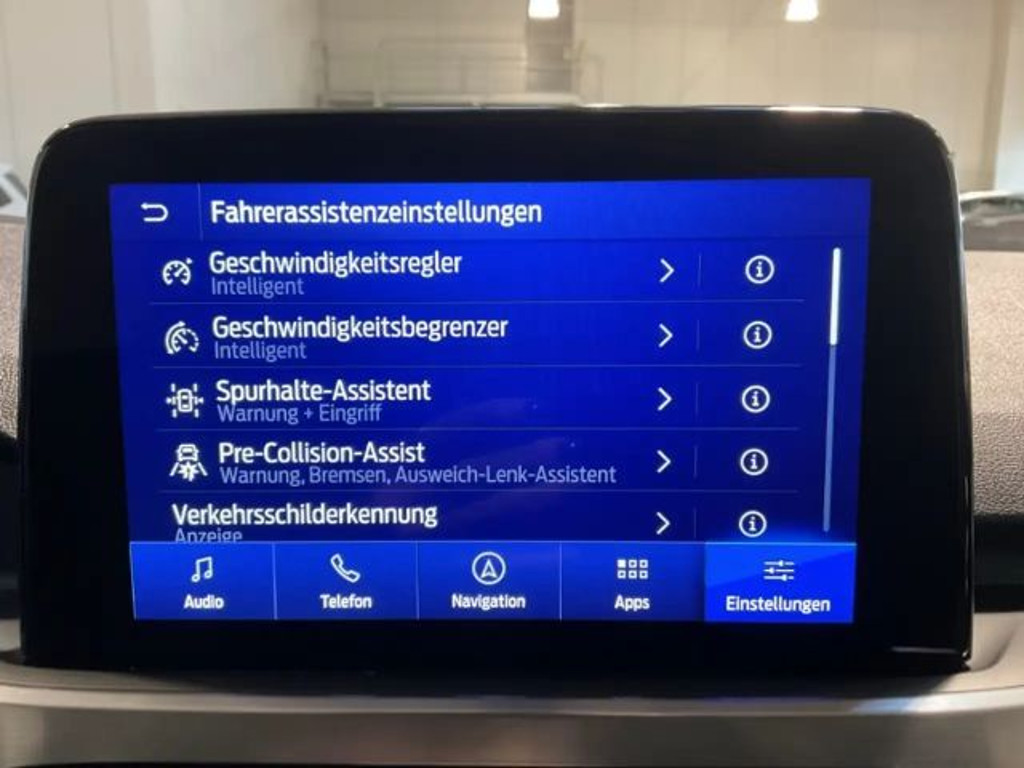 Fahrerassistenzeinstellungen
Geschwindigkeitsregler
Intelligent
Geschwindigkeitsbegrenzer
Intelligent
Spurhalte-Assistent
Warnung + Eingriff
Pre-Collision-Assist
Warnung, Bremsen, Ausweich-Lenk-Assistent
Verkehrsschilderkennung
Anzeige
Audio Telefon Navigation Apps Einstellungen